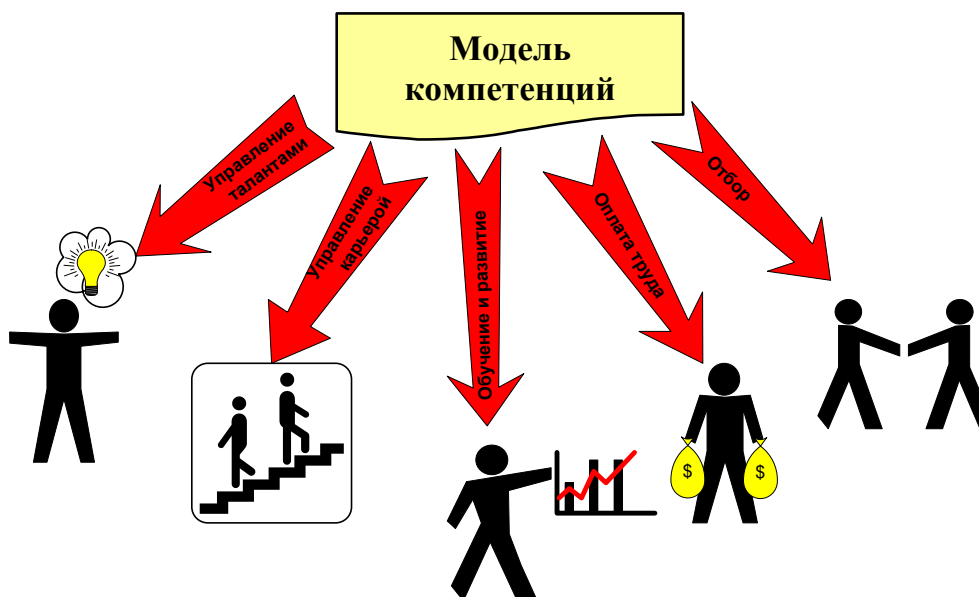 Модель
компетенций
Управление
талантами
Управление
карьерой
Обучение и развитие
Оплата труда
Отбор
$
$